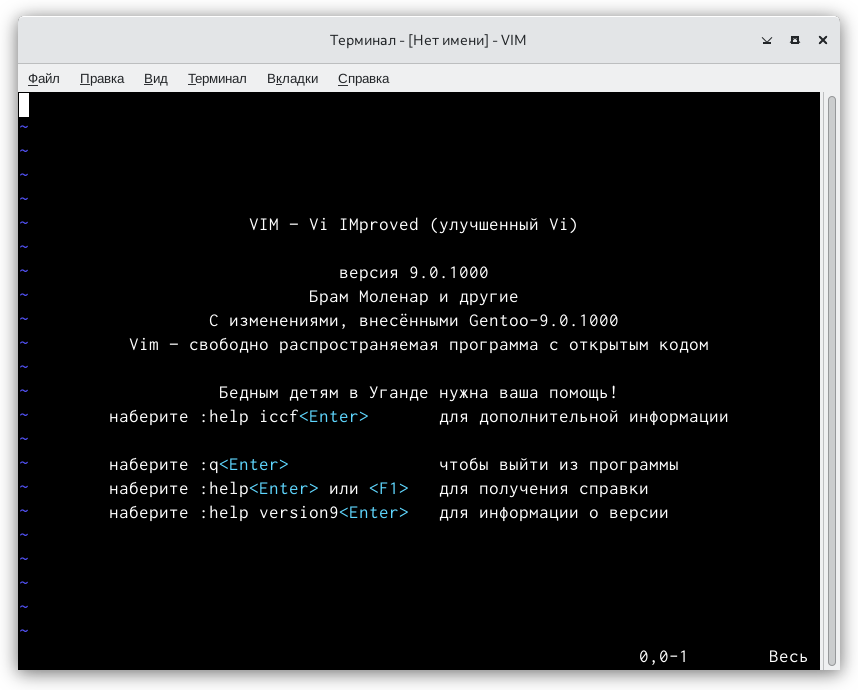 Терминал - [Нет имени] - VIM
Файл Правка Вид Терминал Вкладки Справка
~
~
~
~
~ VIM - Vi IMproved (улучшенный Vi)
~
~ версия 9.0.1000
~ Брам Моленар и другие
~ С изменениями, внесёнными Gentoo-9.0.1000
~ Vim - свободно распространяемая программа с открытым кодом
~
~ Бедным детям в Уганде нужна ваша помощь!
~ наберите :help iccf<Enter> для дополнительной информации
~
~ наберите :q<Enter> чтобы выйти из программы
~ наберите :help<Enter> или <F1> для получения справки
~ наберите :help version9<Enter> для информации о версии
~
~
~
~
~
0,0-1 Весь